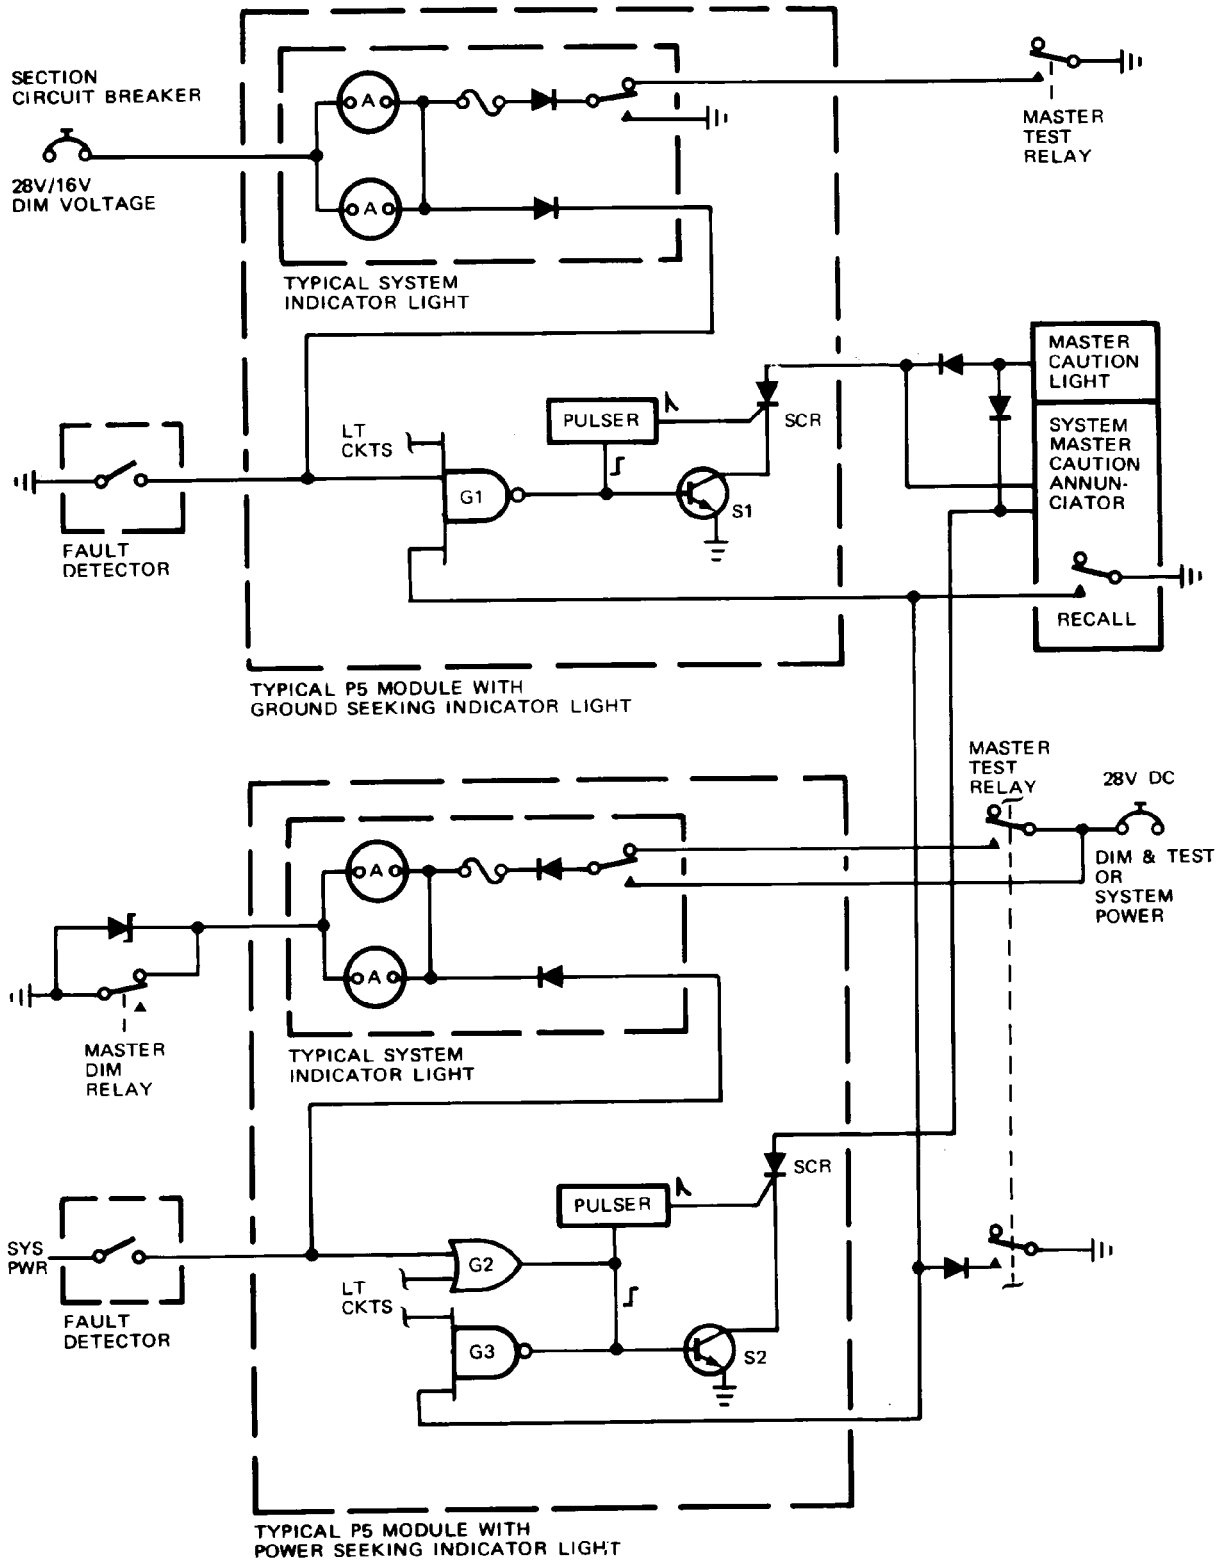 SECTION
CIRCUIT BREAKER
28V/16V
DIM VOLTAGE
A
A
TYPICAL SYSTEM
INDICATOR LIGHT
MASTER
TEST
RELAY
MASTER
CAUTION
LIGHT
SYSTEM
MASTER
CAUTION
ANNUN-
CIATOR
RECALL
LT
CKTS
PULSER
SCR
G1
S1
FAULT
DETECTOR
TYPICAL P5 MODULE WITH
GROUND SEEKING INDICATOR LIGHT
MASTER
TEST
RELAY
28V DC
DIM & TEST
OR
SYSTEM
POWER
A
A
MASTER
DIM
RELAY
TYPICAL SYSTEM
INDICATOR LIGHT
SCR
PULSER
SYS
PWR
G2
LT
CKTS
FAULT
DETECTOR
G3
S2
TYPICAL P5 MODULE WITH
POWER SEEKING INDICATOR LIGHT